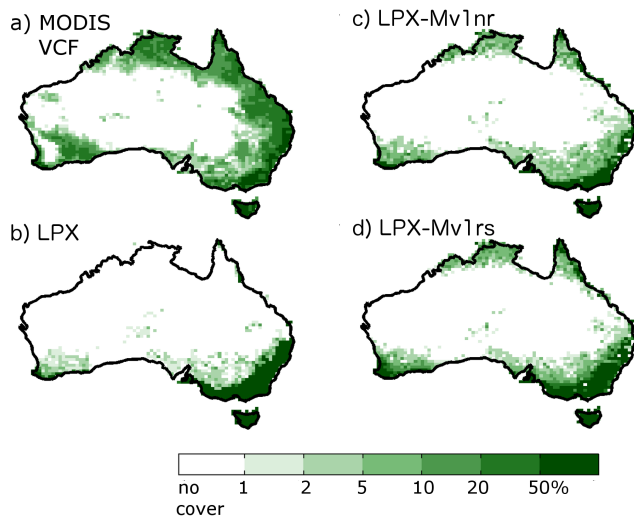 a) MODIS
VCF
c) LPX-Mv1nr
b) LPX
d) LPX-Mv1rs
no
cover
1
2
5
10
20
50%